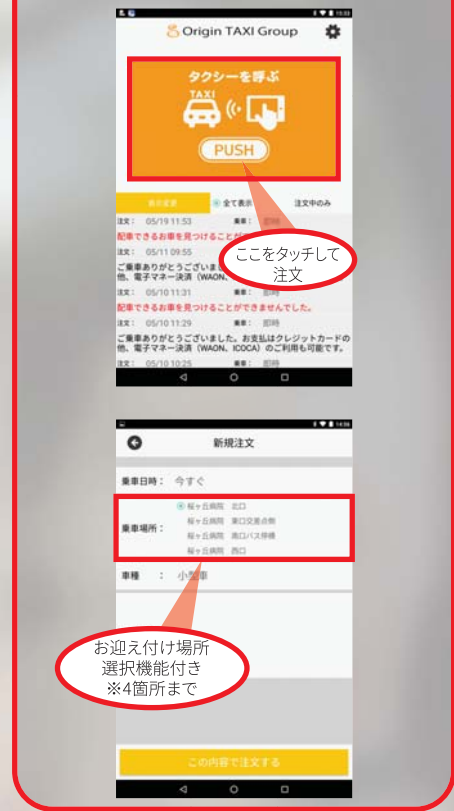 15:53
Origin TAXI Group
タクシーを呼ぶ
TAXI
PUSH
表示変更 全て表示 注文中のみ
注文： 05/19 11:53 乗車： 即時
配車できるお車を見つけることが
注文： 05/11 09:55
ご乗車ありがとうございまし
他、電子マネー決済（WAON、
ここをタッチして
注文
注文： 05/10 11:31 乗車： 即時
配車できるお車を見つけることができませんでした。
注文： 05/10 11:29 乗車： 即時
ご乗車ありがとうございました。お支払はクレジットカードの
他、電子マネー決済（WAON、ICOCA）のご利用も可能です。
注文： 05/10 10:25 乗車： 即時
14:56
新規注文
乗車日時： 今すぐ
乗車場所：
桜ヶ丘病院 北口
桜ヶ丘病院 東口交差点側
桜ヶ丘病院 南口バス停横
桜ヶ丘病院 西口
車種 ： 小型車
お迎え付け場所
選択機能付き
※4箇所まで
この内容で注文する